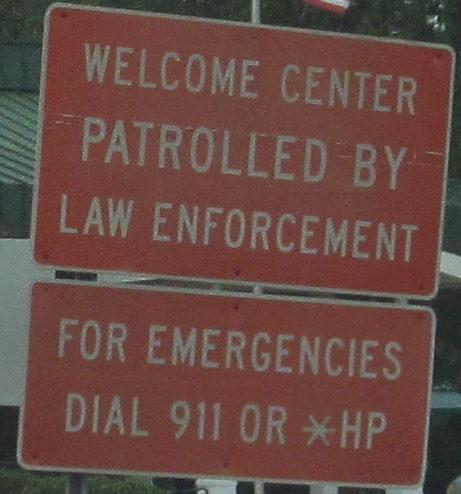 WELCOME CENTER
PATROLLED BY
LAW ENFORCEMENT
FOR EMERGENCIES
DIAL 911 OR *HP